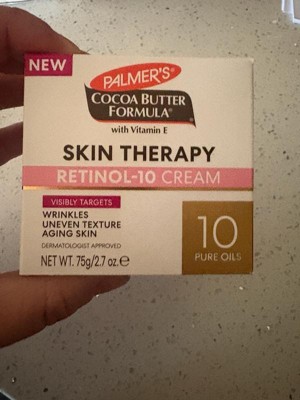 NEW
PALMER'S®
COCOA BUTTER
FORMULA®
with Vitamin E
SKIN THERAPY
RETINOL-10 CREAM
VISIBLY TARGETS
WRINKLES
UNEVEN TEXTURE
AGING SKIN
DERMATOLOGIST APPROVED
NET WT. 75g/2.7 oz.℮
10
PURE OILS